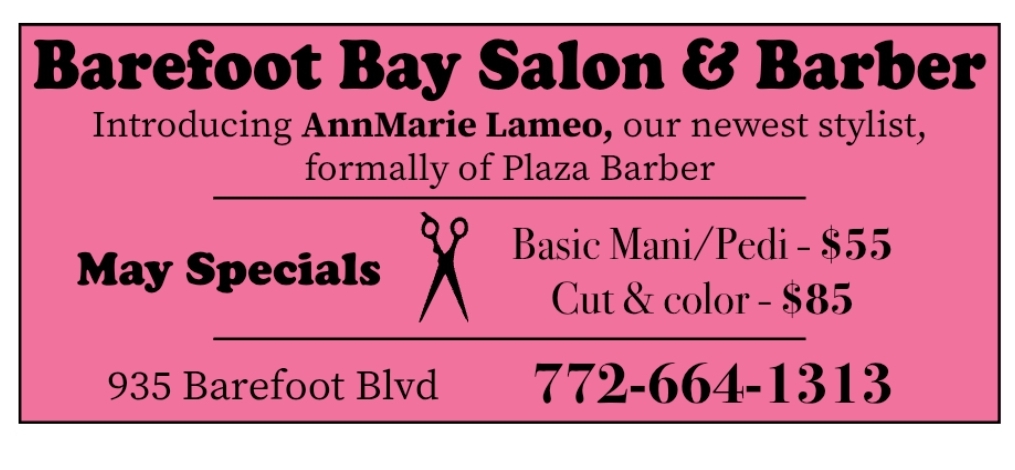 Barefoot Bay Salon & Barber
Introducing AnnMarie Lameo, our newest stylist,
formally of Plaza Barber
May Specials
Basic Mani/Pedi - $55
Cut & color - $85
935 Barefoot Blvd
772-664-1313